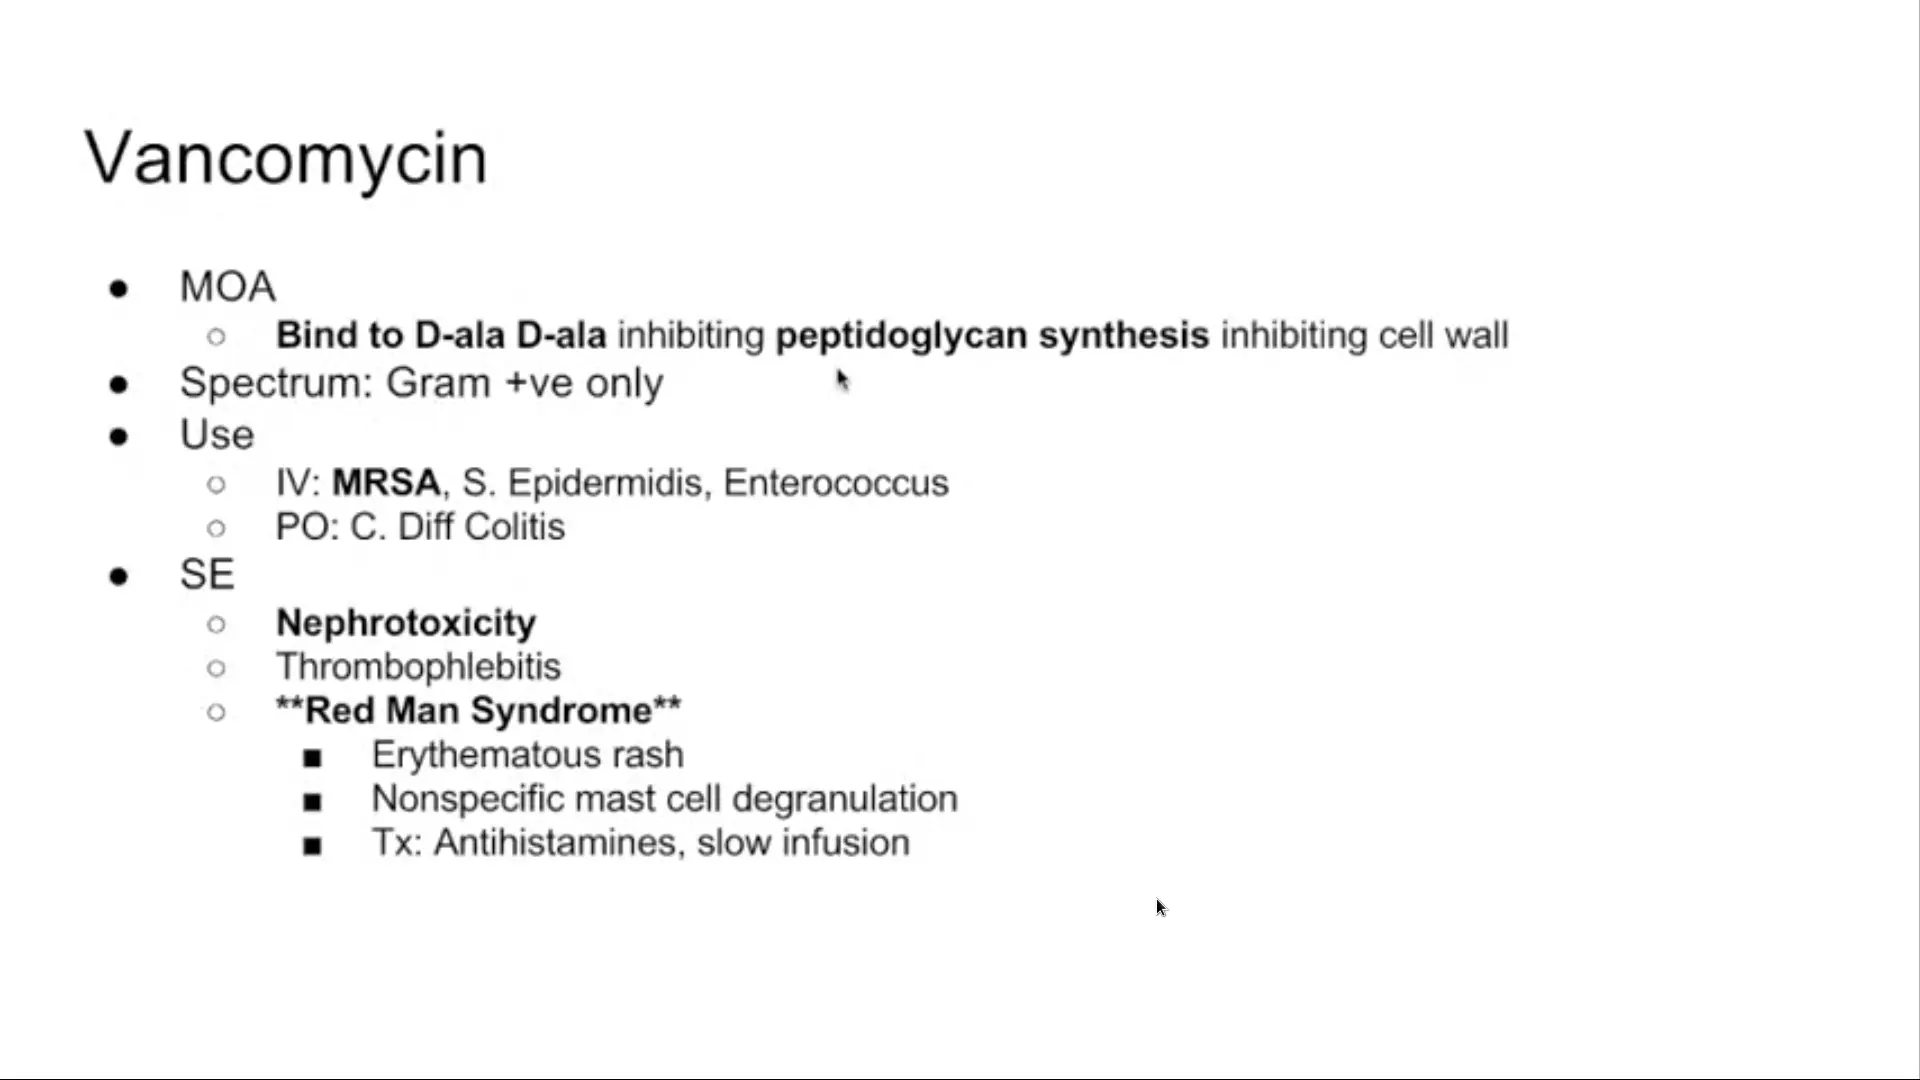 Vancomycin
● MOA
○ Bind to D-ala D-ala inhibiting peptidoglycan synthesis inhibiting cell wall
● Spectrum: Gram +ve only
● Use
○ IV: MRSA, S. Epidermidis, Enterococcus
○ PO: C. Diff Colitis
● SE
○ Nephrotoxicity
○ Thrombophlebitis
○ **Red Man Syndrome**
■ Erythematous rash
■ Nonspecific mast cell degranulation
■ Tx: Antihistamines, slow infusion